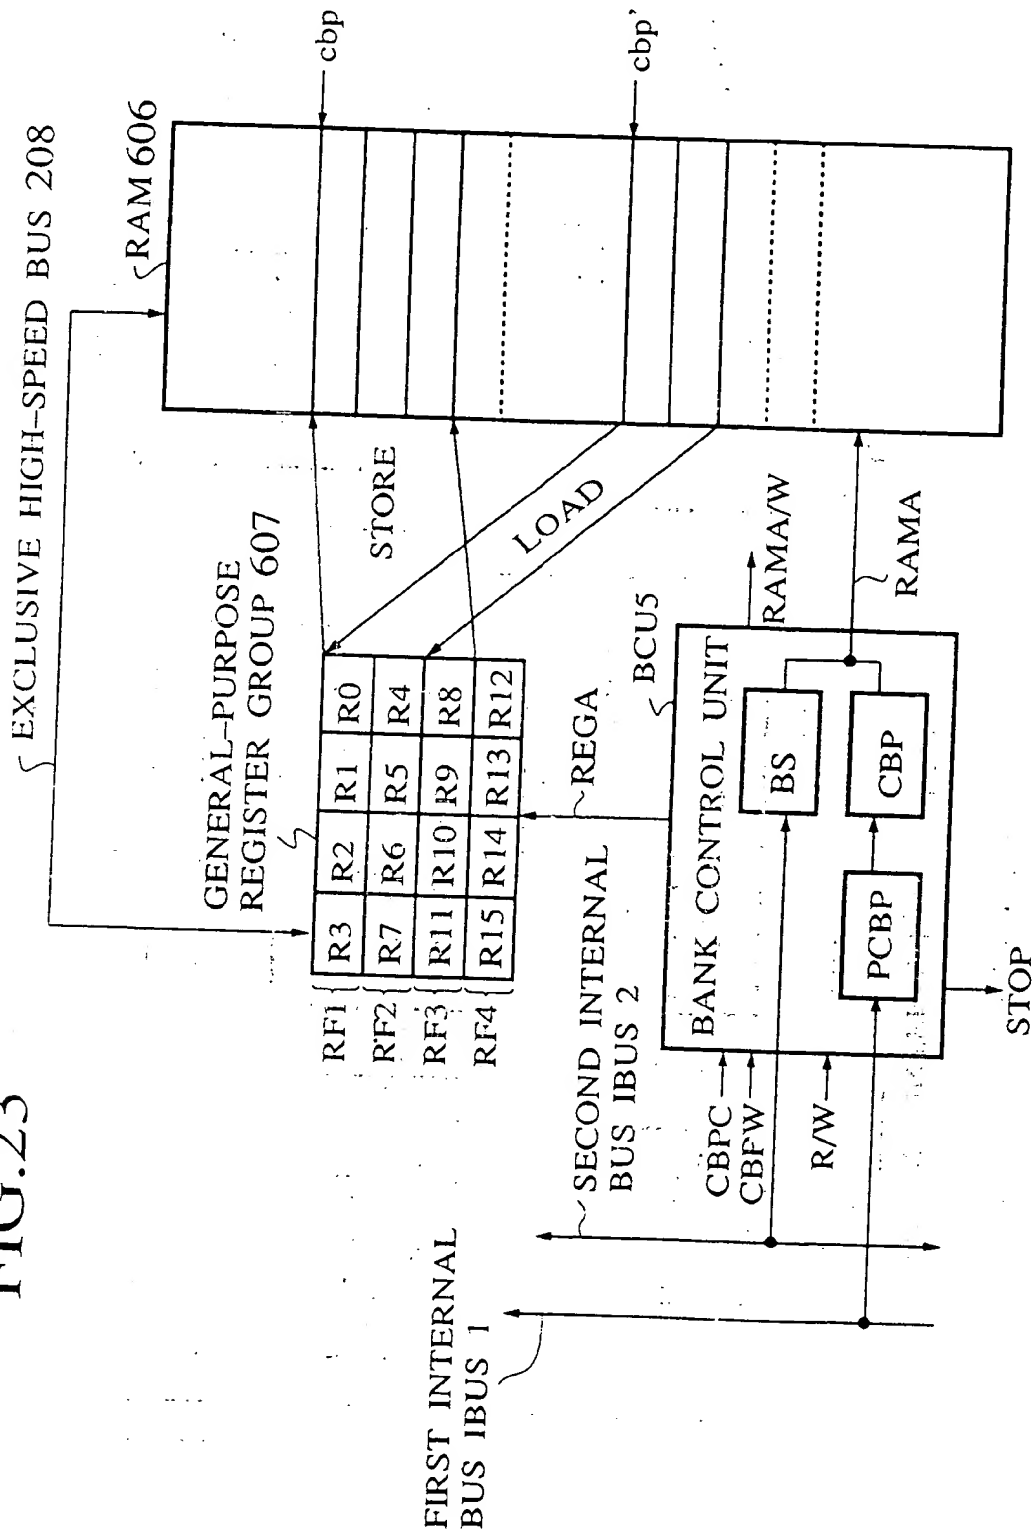 FIG.23
EXCLUSIVE HIGH-SPEED BUS 208
GENERAL-PURPOSE
REGISTER GROUP 607
RAM 606
cbp
cbp'
STORE
LOAD
RF1
RF2
RF3
RF4
R3 R2 R1 R0
R7 R6 R5 R4
R11 R10 R9 R8
R15 R14 R13 R12
REGA
FIRST INTERNAL
BUS IBUS 1
SECOND INTERNAL
BUS IBUS 2
BCU5
CBPC
CBPW
R/W
BANK CONTROL UNIT
BS
PCBP
CBP
RAMA/W
RAMA
STOP